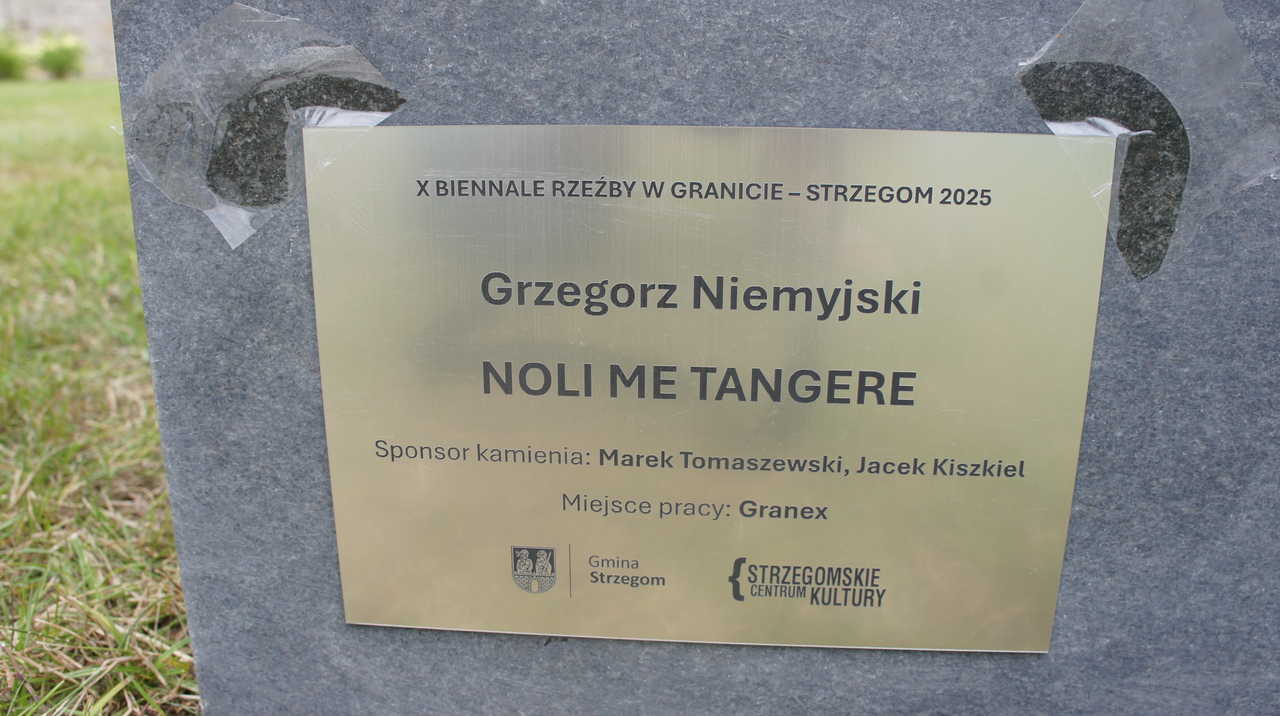 X BIENNALE RZEŹBY W GRANICIE – STRZEGOM 2025
Grzegorz Niemyjski
NOLI ME TANGERE
Sponsor kamienia: Marek Tomaszewski, Jacek Kiszkiel
Miejsce pracy: Granex
Gmina
Strzegom
STRZEGOMSKIE
CENTRUM KULTURY